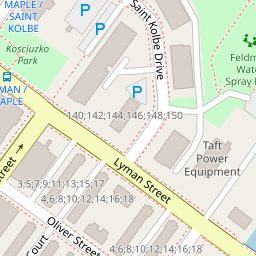 MAPLE /
SAINT
KOLBE
Kosciuzko
Park
Saint Kolbe Drive
P
P
P
Feldm
Wate
Spray P
MAN /
APLE
140;142;144;146;148;150
Taft
Power
Equipment
Lyman Street
Street
3;5;7;9;11;13;15;17
4;6;8;10;12;14;16;18
Oliver Street
Court
4;6;8;10;12;14;16;18